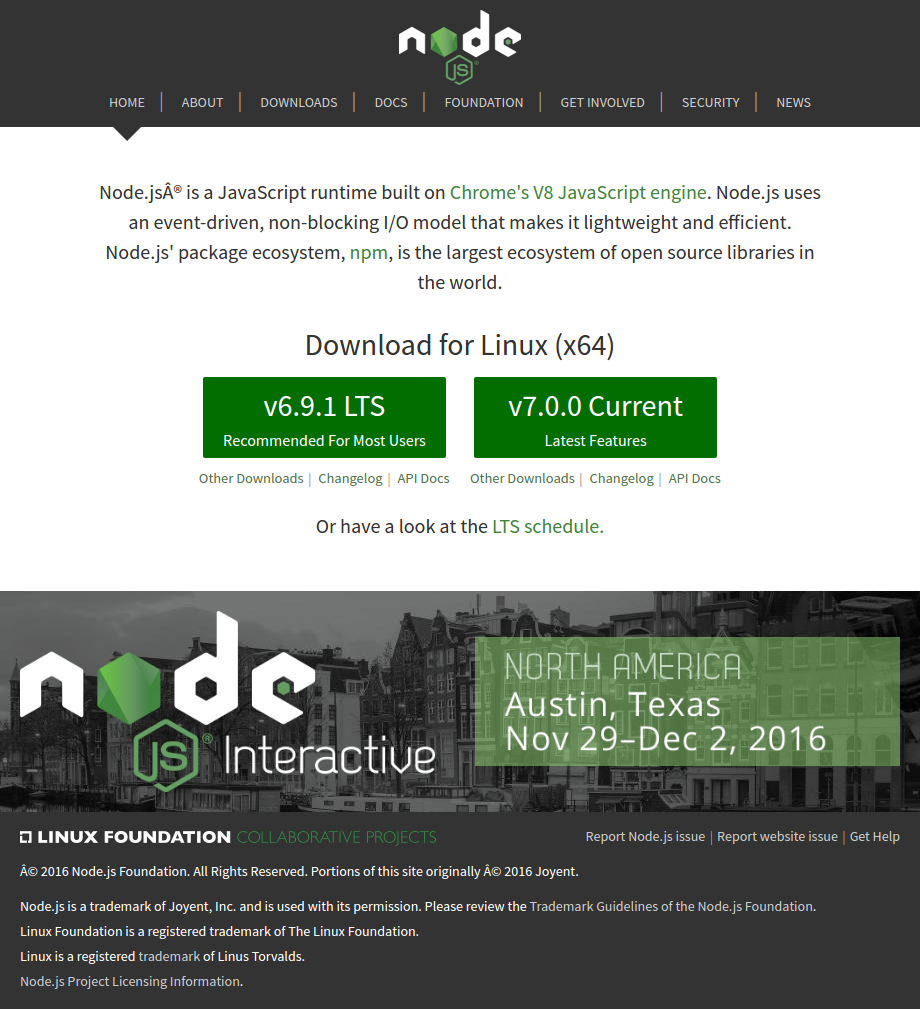 node
JS®
HOME | ABOUT | DOWNLOADS | DOCS | FOUNDATION | GET INVOLVED | SECURITY | NEWS
Node.jsÂ® is a JavaScript runtime built on Chrome's V8 JavaScript engine. Node.js uses
an event-driven, non-blocking I/O model that makes it lightweight and efficient.
Node.js' package ecosystem, npm, is the largest ecosystem of open source libraries in
the world.
Download for Linux (x64)
v6.9.1 LTS
Recommended For Most Users
Other Downloads | Changelog | API Docs
v7.0.0 Current
Latest Features
Other Downloads | Changelog | API Docs
Or have a look at the LTS schedule.
node
JS® Interactive
NORTH AMERICA
Austin, Texas
Nov 29–Dec 2, 2016
LINUX FOUNDATION COLLABORATIVE PROJECTS
Report Node.js issue | Report website issue | Get Help
Â© 2016 Node.js Foundation. All Rights Reserved. Portions of this site originally Â© 2016 Joyent.
Node.js is a trademark of Joyent, Inc. and is used with its permission. Please review the Trademark Guidelines of the Node.js Foundation.
Linux Foundation is a registered trademark of The Linux Foundation.
Linux is a registered trademark of Linus Torvalds.
Node.js Project Licensing Information.